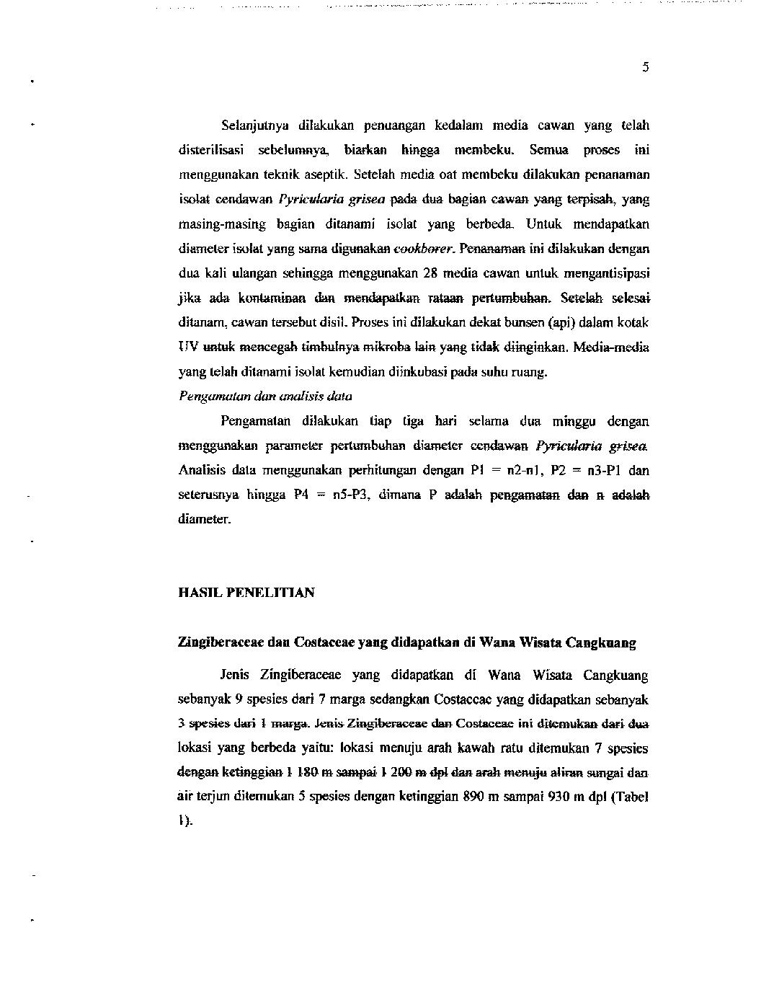 5
Selanjutnya dilakukan penuangan kedalam media cawan yang telah
disterilisasi sebelumnya, biarkan hingga membeku. Semua proses ini
menggunakan teknik aseptik. Setelah media oat membeku dilakukan penanaman
isolat cendawan Pyricularia grisea pada dua bagian cawan yang terpisah, yang
masing-masing bagian ditanami isolat yang berbeda. Untuk mendapatkan
diameter isolat yang sama digunakan cookborer. Penanaman ini dilakukan dengan
dua kali ulangan sehingga menggunakan 28 media cawan untuk mengantisipasi
jika ada kontaminan dan mendapatkan rataan pertumbuhan. Setelah selesai
ditanam, cawan tersebut disil. Proses ini dilakukan dekat bunsen (api) dalam kotak
UV untuk mencegah timbulnya mikroba lain yang tidak diinginkan. Media-media
yang telah ditanami isolat kemudian diinkubasi pada suhu ruang.
Pengamatan dan analisis data
Pengamatan dilakukan tiap tiga hari selama dua minggu dengan
menggunakan parameter pertumbuhan diameter cendawan Pyricularia grisea.
Analisis data menggunakan perhitungan dengan P1 = n2-n1, P2 = n3-P1 dan
seterusnya hingga P4 = n5-P3, dimana P adalah pengamatan dan n adalah
diameter.
HASIL PENELITIAN
Zingiberaceae dan Costaceae yang didapatkan di Wana Wisata Cangkuang
Jenis Zingiberaceae yang didapatkan di Wana Wisata Cangkuang
sebanyak 9 spesies dari 7 marga sedangkan Costaceae yang didapatkan sebanyak
3 spesies dari 1 marga. Jenis Zingiberaceae dan Costaceae ini ditemukan dari dua
lokasi yang berbeda yaitu: lokasi menuju arah kawah ratu ditemukan 7 spesies
dengan ketinggian 1 180 m sampai 1 200 m dpl dan arah menuju aliran sungai dan
air terjun ditemukan 5 spesies dengan ketinggian 890 m sampai 930 m dpl (Tabel
1).